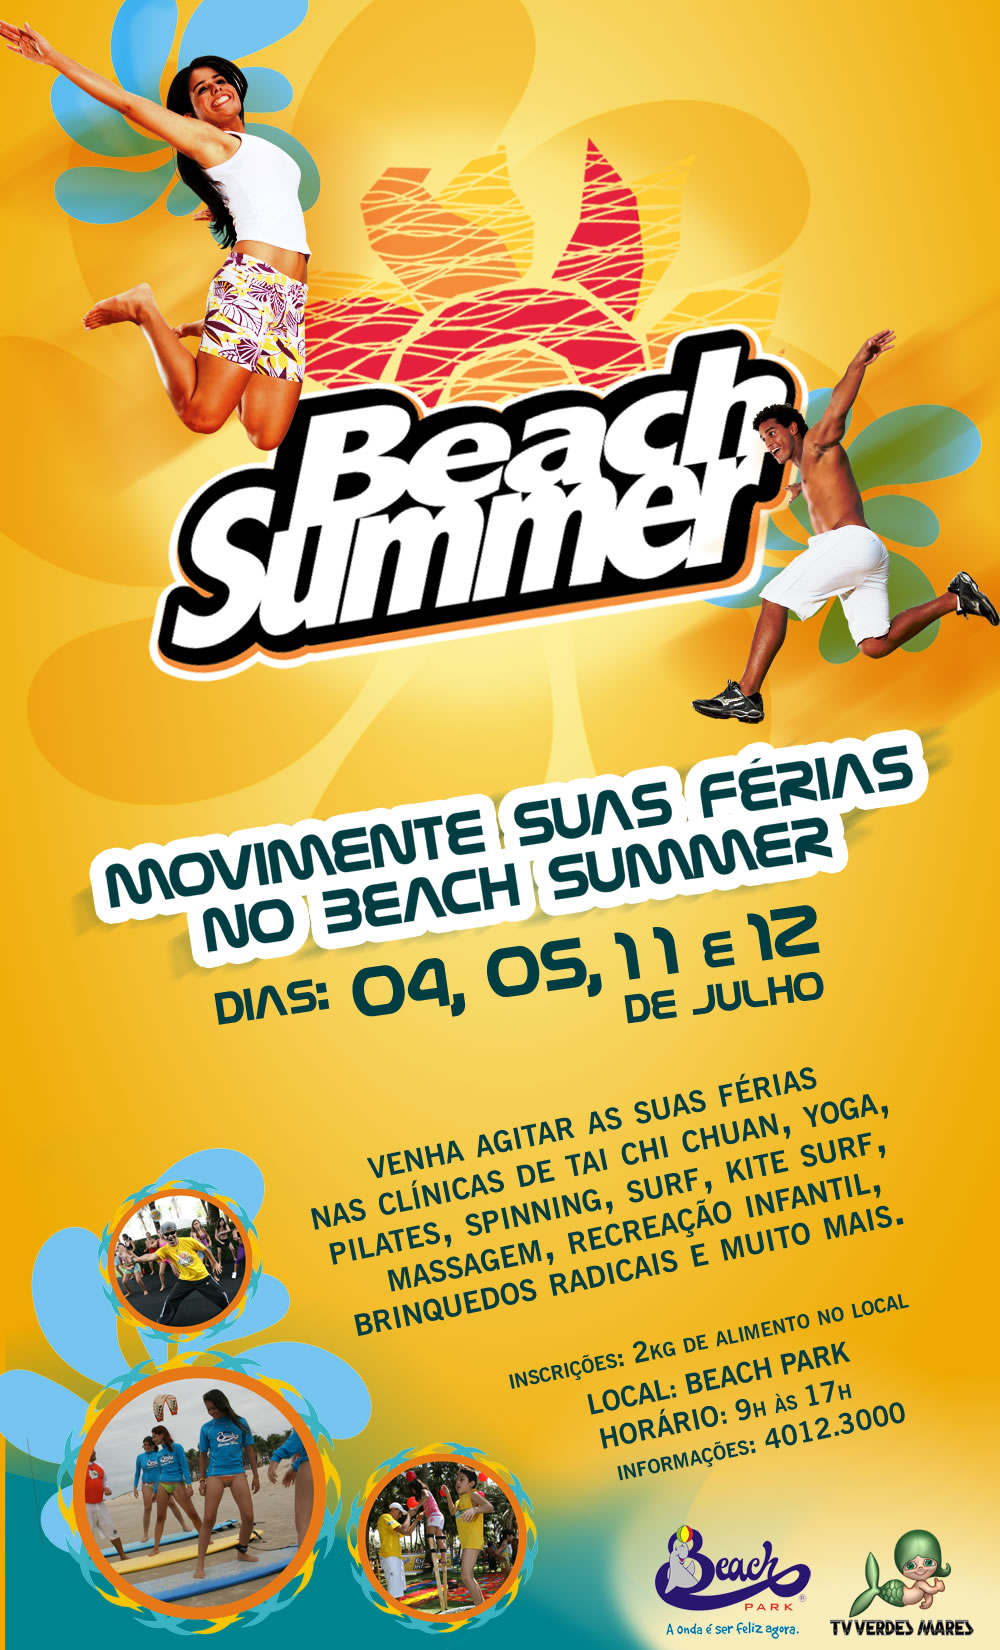 Beach
Summer
MOVIMENTE SUAS FÉRIAS
NO BEACH SUMMER
DIAS: 04, 05, 11 E 12
DE JULHO
VENHA AGITAR AS SUAS FÉRIAS
NAS CLÍNICAS DE TAI CHI CHUAN, YOGA,
PILATES, SPINNING, SURF, KITE SURF,
MASSAGEM, RECREAÇÃO INFANTIL,
BRINQUEDOS RADICAIS E MUITO MAIS.
INSCRIÇÕES: 2KG DE ALIMENTO NO LOCAL
LOCAL: BEACH PARK
HORÁRIO: 9H ÀS 17H
INFORMAÇÕES: 4012.3000
Beach
PARK ®
A onda é ser feliz agora.
TV VERDES MARES